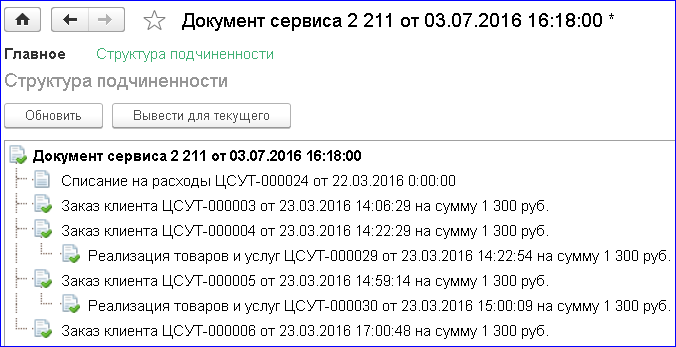 Документ сервиса 2 211 от 03.07.2016 16:18:00 *
Главное Структура подчиненности
Структура подчиненности
Обновить Вывести для текущего
Документ сервиса 2 211 от 03.07.2016 16:18:00
Списание на расходы ЦСУТ-000024 от 22.03.2016 0:00:00
Заказ клиента ЦСУТ-000003 от 23.03.2016 14:06:29 на сумму 1 300 руб.
Заказ клиента ЦСУТ-000004 от 23.03.2016 14:22:29 на сумму 1 300 руб.
Реализация товаров и услуг ЦСУТ-000029 от 23.03.2016 14:22:54 на сумму 1 300 руб.
Заказ клиента ЦСУТ-000005 от 23.03.2016 14:59:14 на сумму 1 300 руб.
Реализация товаров и услуг ЦСУТ-000030 от 23.03.2016 15:00:09 на сумму 1 300 руб.
Заказ клиента ЦСУТ-000006 от 23.03.2016 17:00:48 на сумму 1 300 руб.